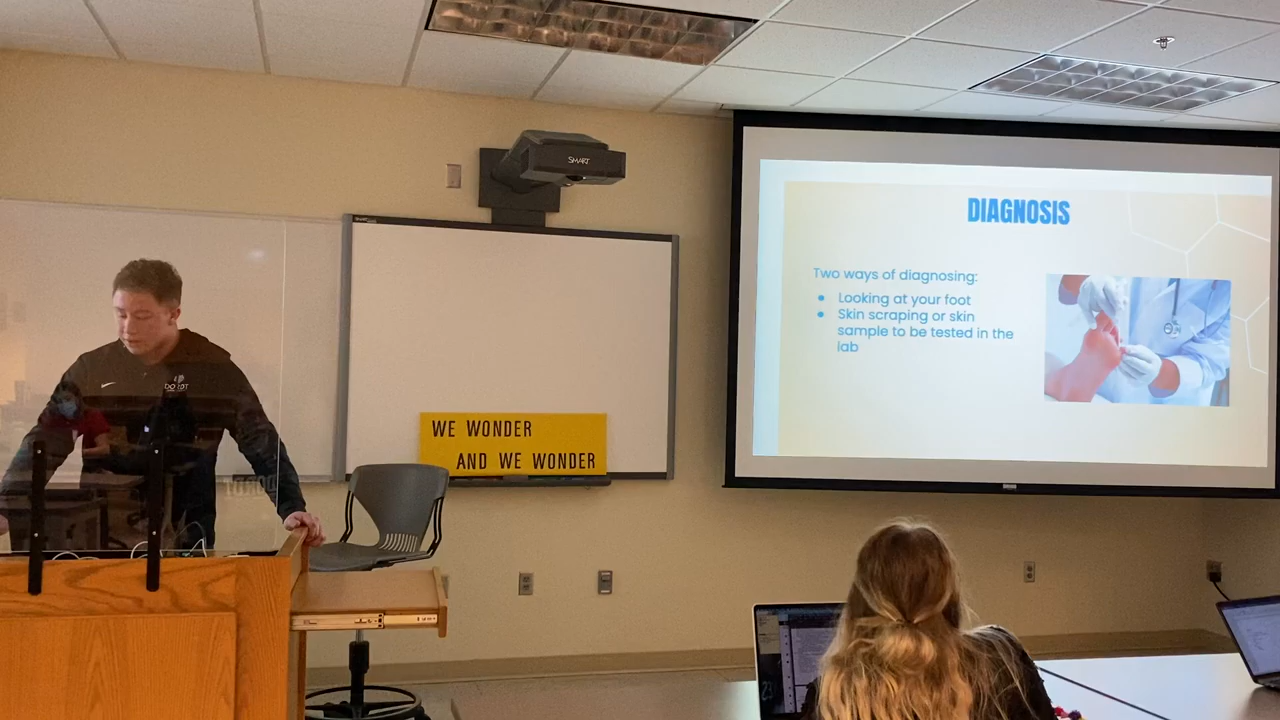 SMART
DIAGNOSIS
Two ways of diagnosing:
• Looking at your foot
• Skin scraping or skin
sample to be tested in the
lab
DORDT
WE WONDER
AND WE WONDER